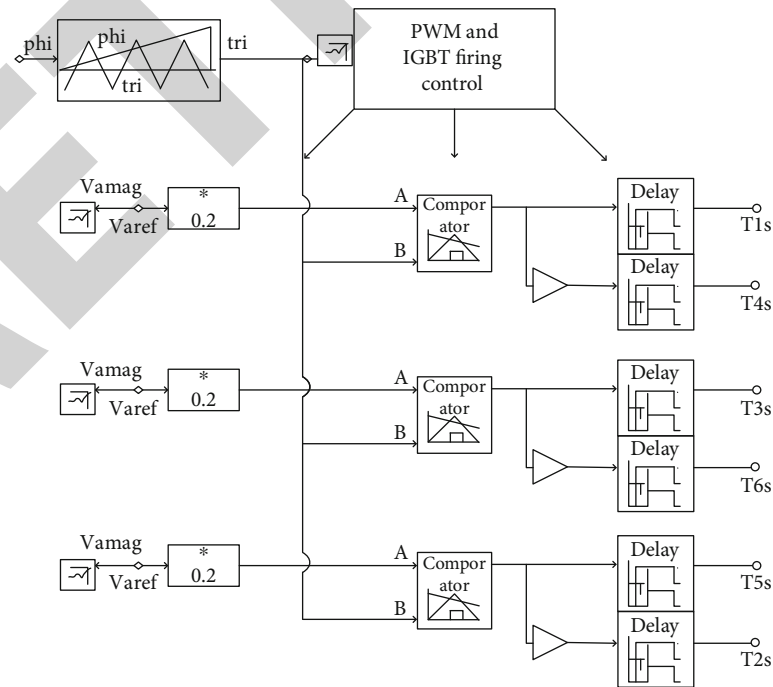 phi
phi
tri
tri
PWM and
IGBT firing
control
Vamag
Varef
*
0.2
A
B
Compor
ator
Delay
T1s
Delay
T4s
Vamag
Varef
*
0.2
A
B
Compor
ator
Delay
T3s
Delay
T6s
Vamag
Varef
*
0.2
A
B
Compor
ator
Delay
T5s
Delay
T2s